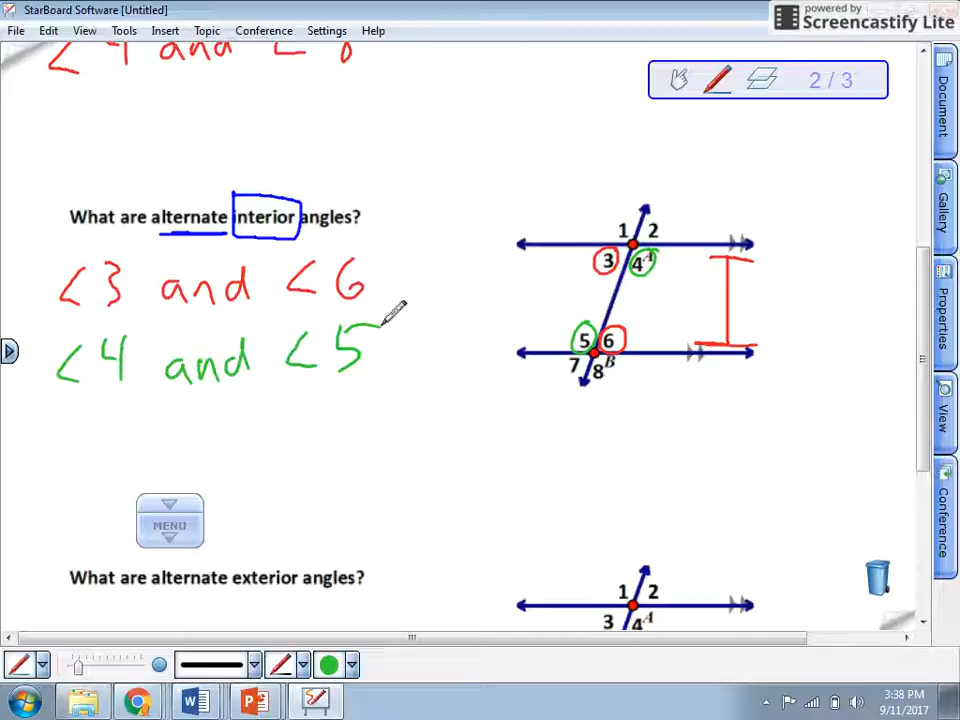 StarBoard Software [Untitled]
powered by
Screencastify Lite
File Edit View Tools Insert Topic Conference Settings Help
<4 and <8
2 / 3
Document
Gallery
Properties
View
Conference
What are alternate interior angles?
<3 and <6
<4 and <5
1 2
3 4 A
5 6
7 8 B
MENU
What are alternate exterior angles?
1 2
3 4 A
3:38 PM
9/11/2017